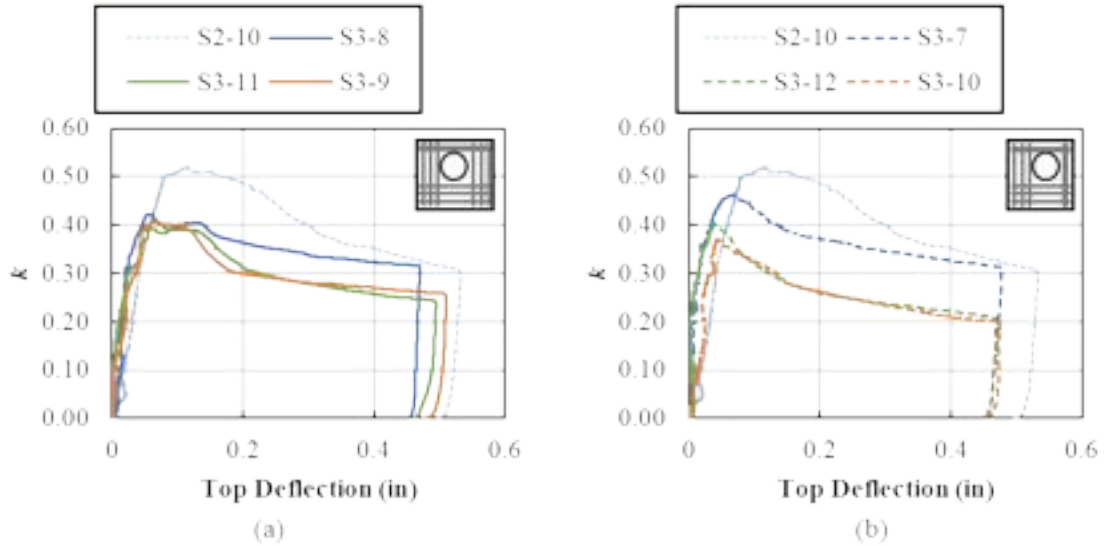 S2-10 S3-8
S3-11 S3-9
0.60
0.50
0.40
0.30
0.20
0.10
0.00
k
0 0.2 0.4 0.6
Top Deflection (in)
(a)
S2-10 S3-7
S3-12 S3-10
0.60
0.50
0.40
0.30
0.20
0.10
0.00
k
0 0.2 0.4 0.6
Top Deflection (in)
(b)